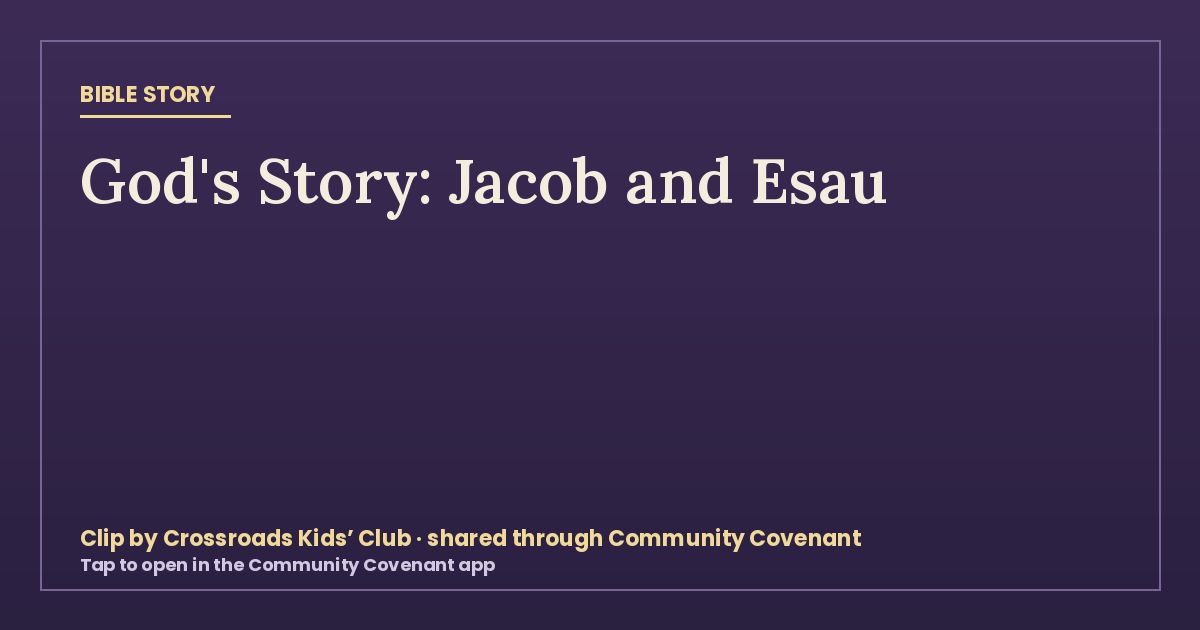 BIBLE STORY
God's Story: Jacob and Esau
Clip by Crossroads Kids’ Club · shared through Community Covenant
Tap to open in the Community Covenant app